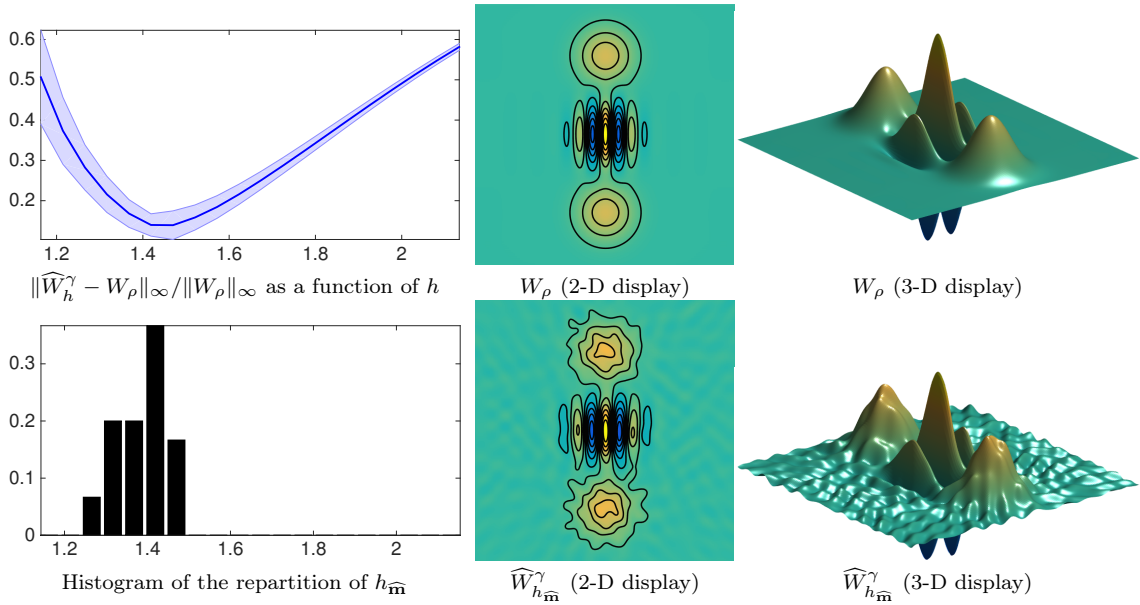 0.6
0.5
0.4
0.3
0.2
1.2 1.4 1.6 1.8 2
‖Ŵ_h^γ − W_ρ‖_∞/‖W_ρ‖_∞ as a function of h
W_ρ (2-D display)
W_ρ (3-D display)
0.3
0.2
0.1
0
1.2 1.4 1.6 1.8 2
Histogram of the repartition of h_m̂
Ŵ_{h_m̂}^γ (2-D display)
Ŵ_{h_m̂}^γ (3-D display)